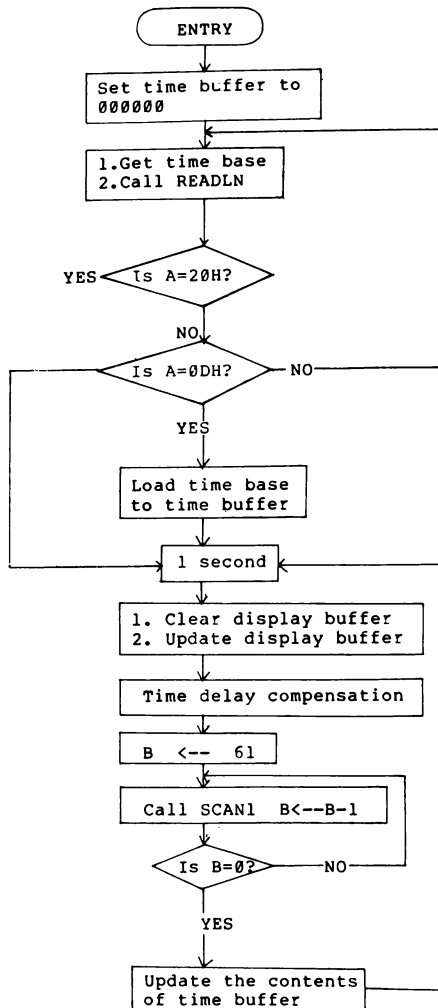 ENTRY
Set time buffer to
000000
1.Get time base
2.Call READLN
YES
Is A=20H?
NO
Is A=0DH?
NO
YES
Load time base
to time buffer
1 second
1. Clear display buffer
2. Update display buffer
Time delay compensation
B <-- 61
Call SCAN1 B<--B-1
Is B=0?
NO
YES
Update the contents
of time buffer